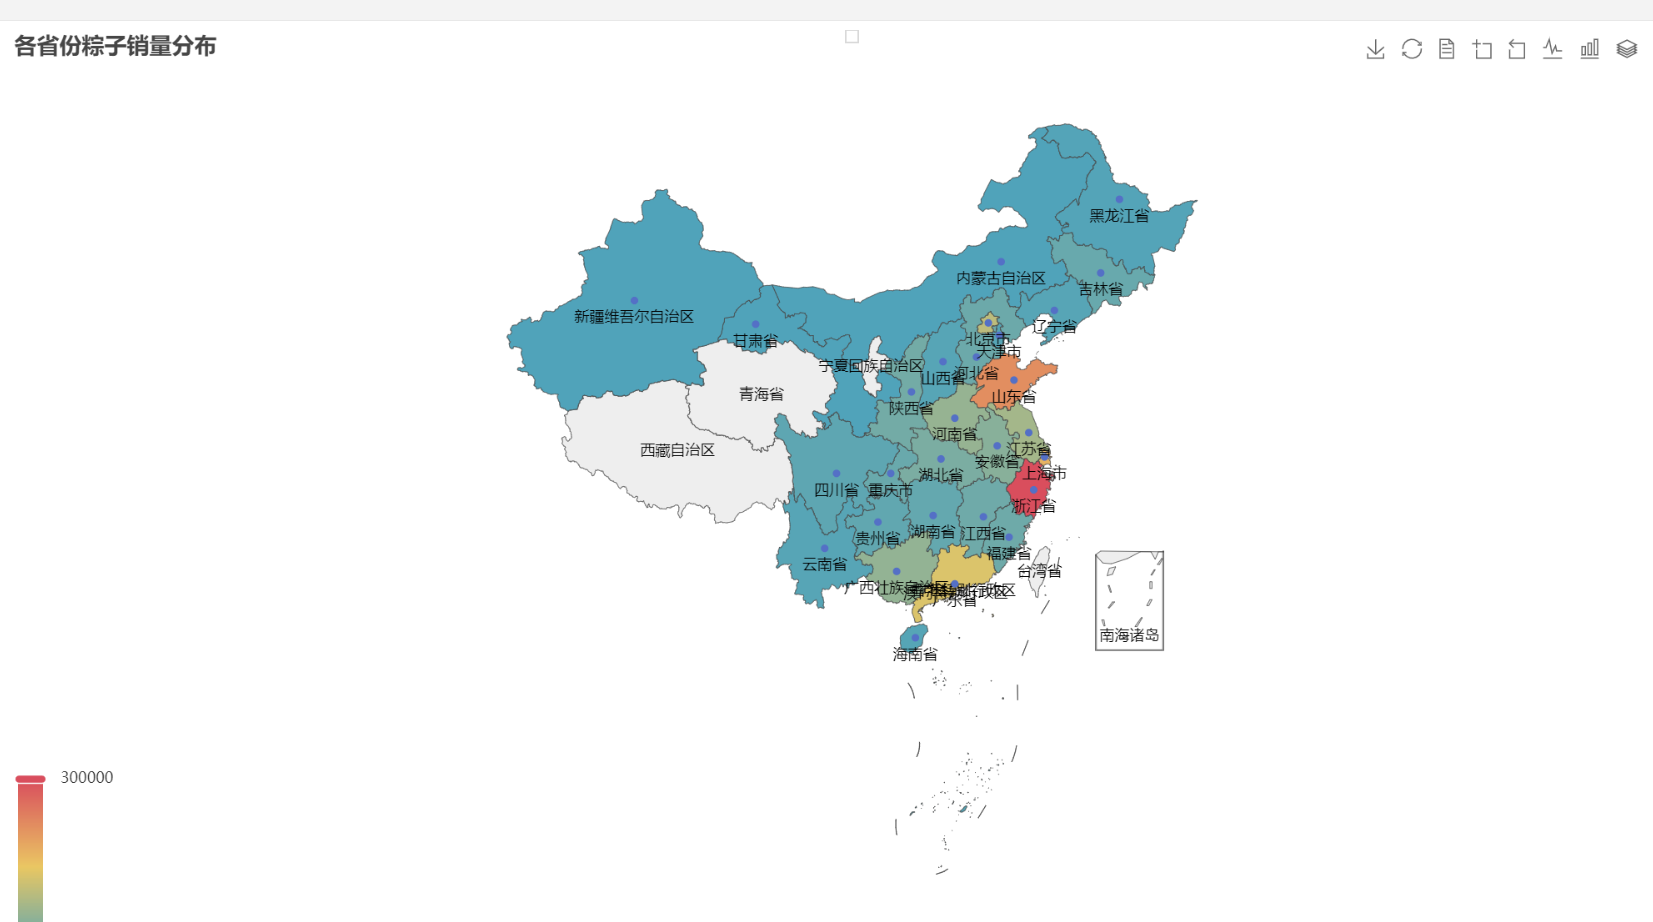 各省份粽子销量分布
黑龙江省
内蒙古自治区
吉林省
新疆维吾尔自治区
辽宁省
甘肃省
北京市
天津市
宁夏回族自治区
河北省
山西省
青海省
山东省
陕西省
河南省
西藏自治区
江苏省
安徽省
上海市
湖北省
四川省
重庆市
浙江省
湖南省
江西省
贵州省
福建省
云南省
台湾省
广西壮族自治区
广东省
南海诸岛
海南省
300000